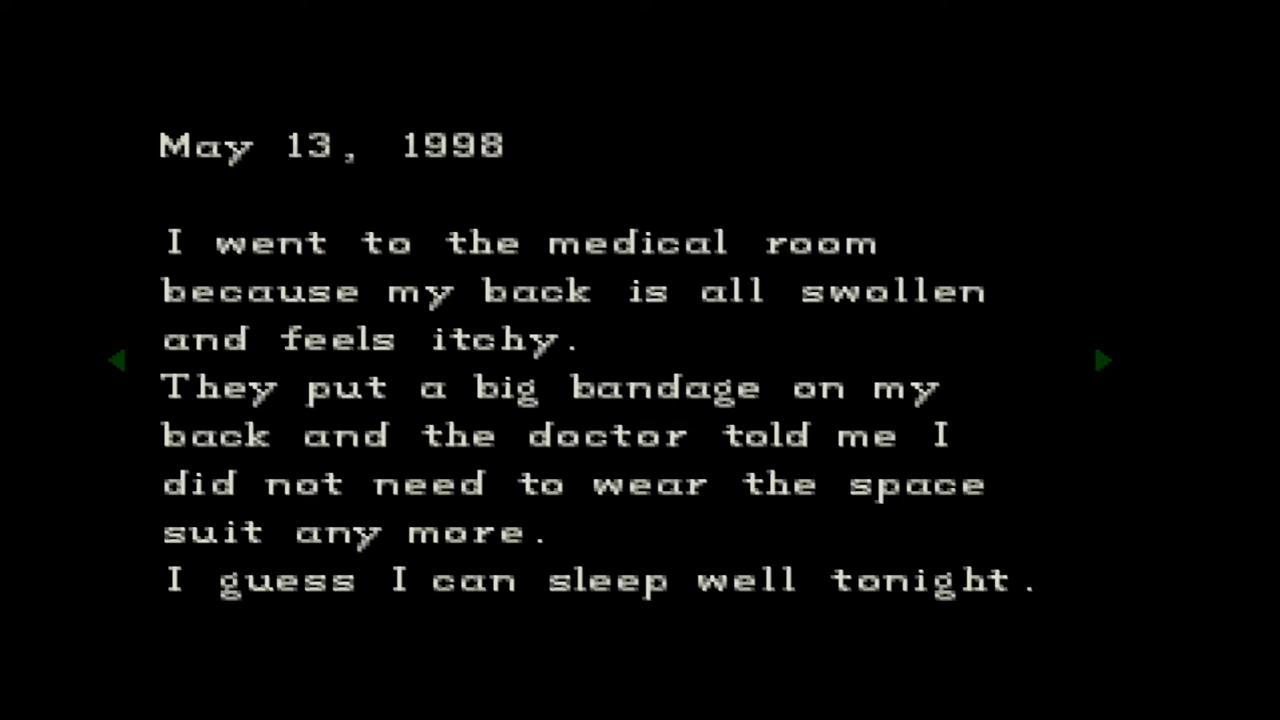 May 13, 1998
I went to the medical room
because my back is all swollen
and feels itchy.
They put a big bandage on my
back and the doctor told me I
did not need to wear the space
suit any more.
I guess I can sleep well tonight.